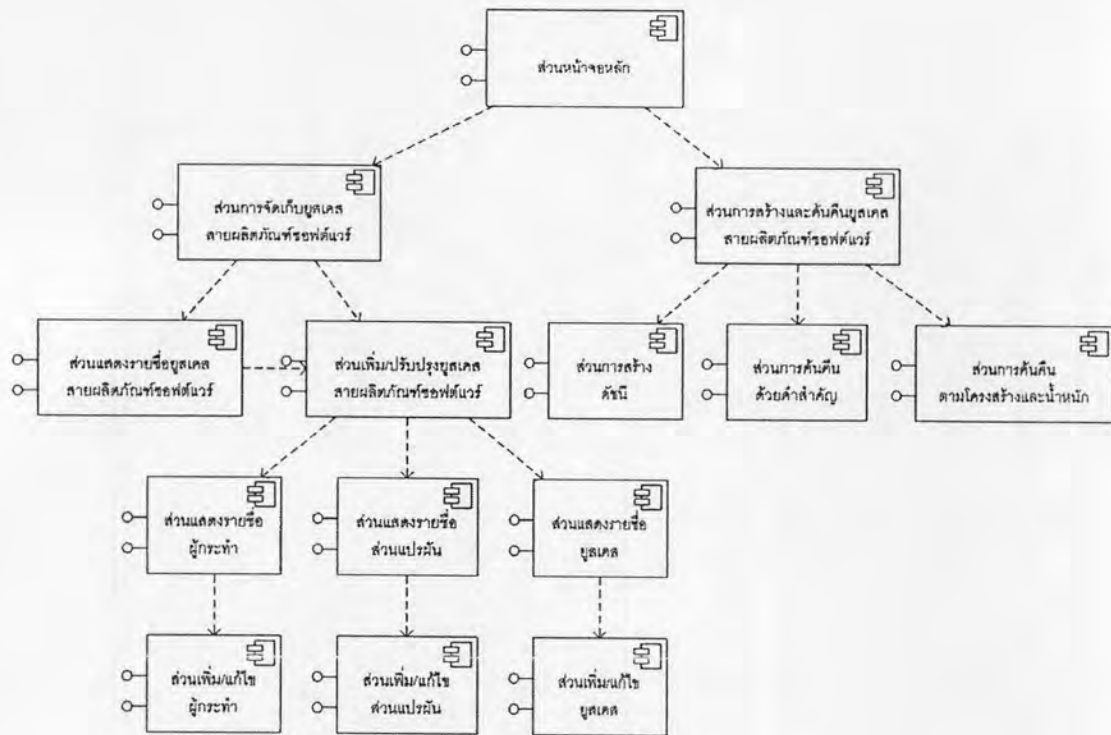 ส่วนหน้าจอหลัก
ส่วนการจัดเก็บยูสเคส
สายผลิตภัณฑ์ซอฟต์แวร์
ส่วนการสร้างและค้นคืนยูสเคส
สายผลิตภัณฑ์ซอฟต์แวร์
ส่วนแสดงรายชื่อยูสเคส
สายผลิตภัณฑ์ซอฟต์แวร์
ส่วนเพิ่ม/ปรับปรุงยูสเคส
สายผลิตภัณฑ์ซอฟต์แวร์
ส่วนการสร้าง
ดัชนี
ส่วนการค้นคืน
ด้วยคำสำคัญ
ส่วนการค้นคืน
ตามโครงสร้างและน้ำหนัก
ส่วนแสดงรายชื่อ
ผู้กระทำ
ส่วนแสดงรายชื่อ
ส่วนแปรผัน
ส่วนแสดงรายชื่อ
ยูสเคส
ส่วนเพิ่ม/แก้ไข
ผู้กระทำ
ส่วนเพิ่ม/แก้ไข
ส่วนแปรผัน
ส่วนเพิ่ม/แก้ไข
ยูสเคส